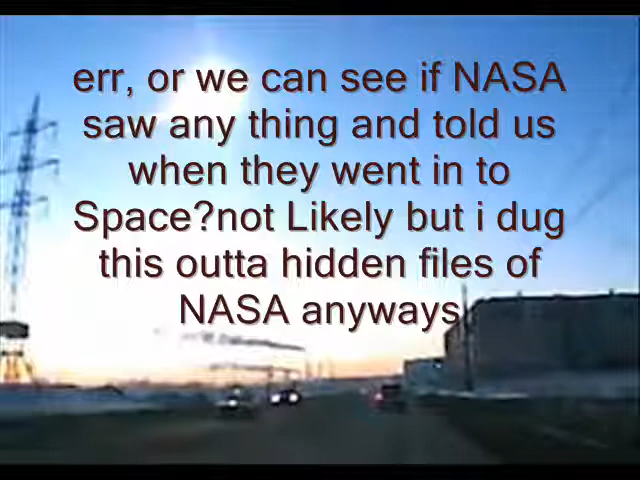 err, or we can see if NASA
saw any thing and told us
when they went in to
Space?not Likely but i dug
this outta hidden files of
NASA anyways